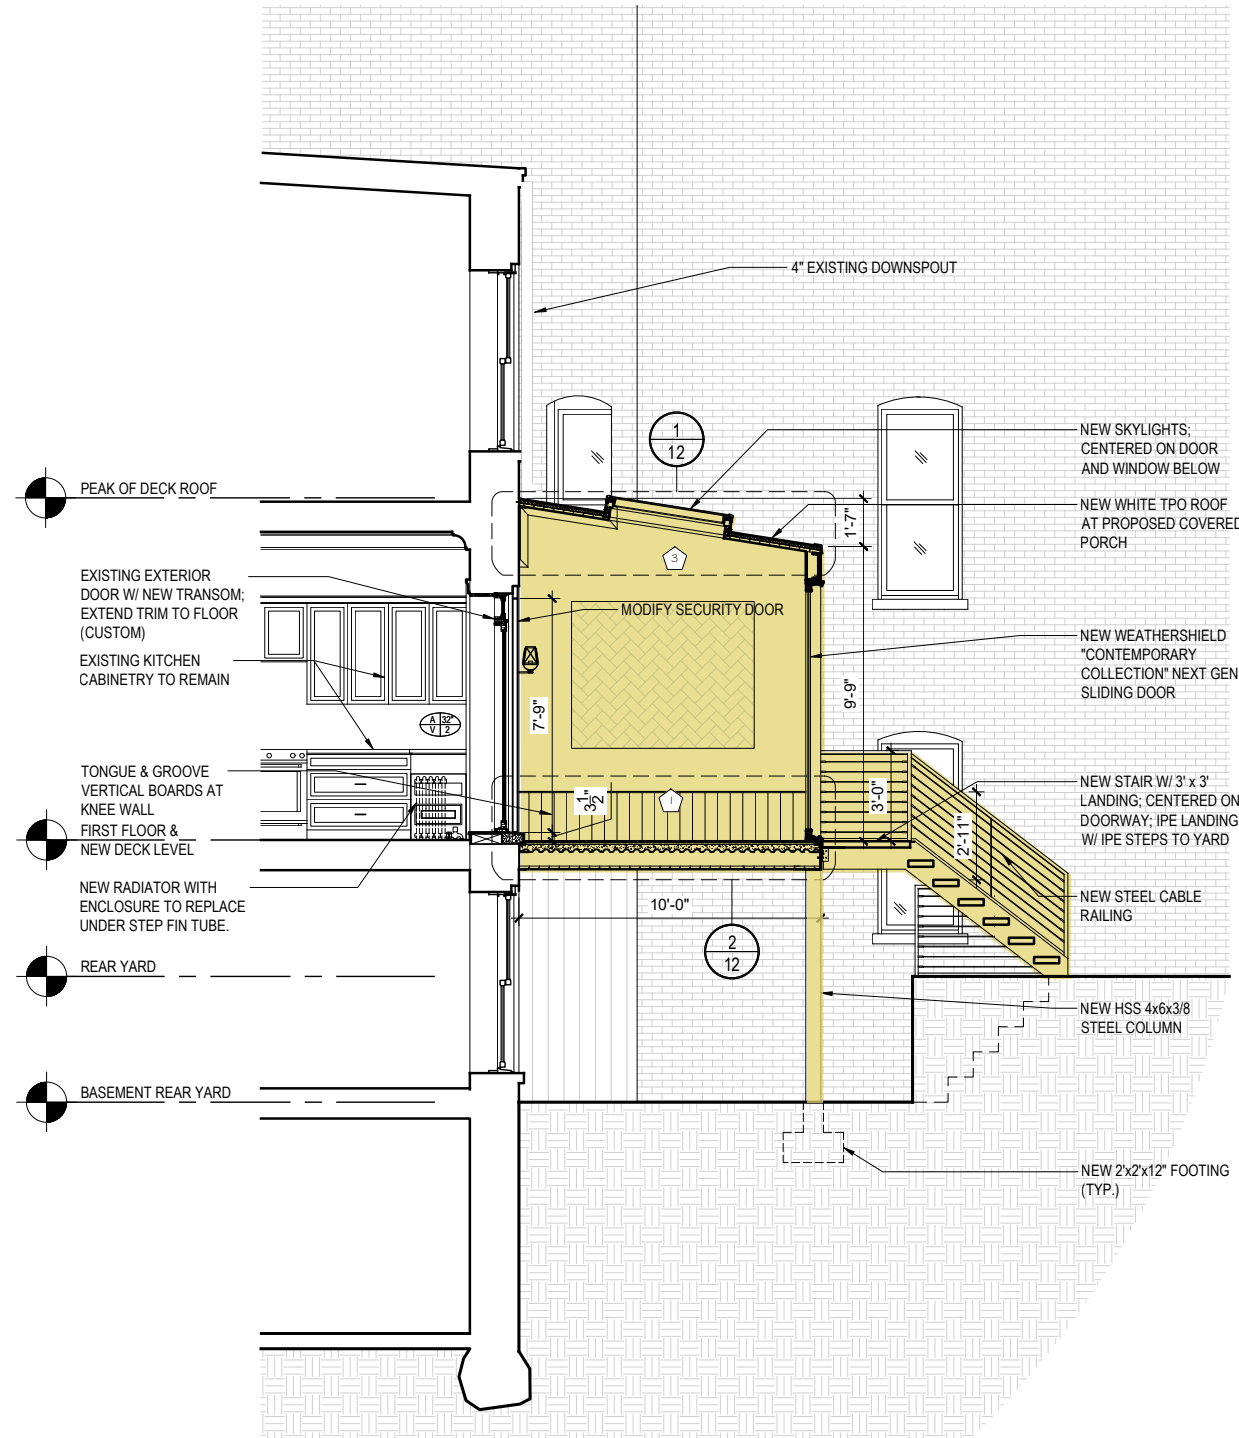 4" EXISTING DOWNSPOUT
1
12
NEW SKYLIGHTS;
CENTERED ON DOOR
AND WINDOW BELOW
PEAK OF DECK ROOF
NEW WHITE TPO ROOF
AT PROPOSED COVERED
PORCH
1'-7"
3
EXISTING EXTERIOR
DOOR W/ NEW TRANSOM;
EXTEND TRIM TO FLOOR
(CUSTOM)
MODIFY SECURITY DOOR
NEW WEATHERSHIELD
"CONTEMPORARY
COLLECTION" NEXT GEN
SLIDING DOOR
EXISTING KITCHEN
CABINETRY TO REMAIN
7'-9"
9'-9"
A 32"
V 2
TONGUE & GROOVE
VERTICAL BOARDS AT
KNEE WALL
3 1/2"
1
3'-0"
2'-11"
NEW STAIR W/ 3' x 3'
LANDING; CENTERED ON
DOORWAY; IPE LANDING
W/ IPE STEPS TO YARD
FIRST FLOOR &
NEW DECK LEVEL
NEW RADIATOR WITH
ENCLOSURE TO REPLACE
UNDER STEP FIN TUBE.
10'-0"
NEW STEEL CABLE
RAILING
2
12
REAR YARD
NEW HSS 4x6x3/8
STEEL COLUMN
BASEMENT REAR YARD
NEW 2'x2'x12" FOOTING
(TYP.)